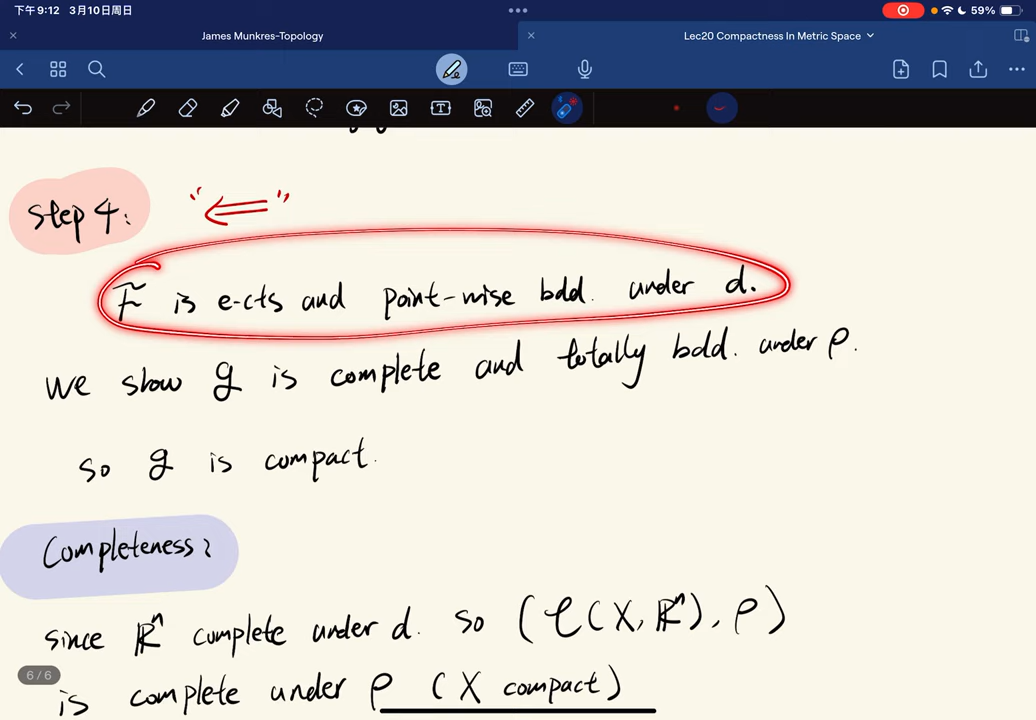 下午9:12 3月10日周日
59%
James Munkres-Topology
Lec20 Compactness In Metric Space
Step 4: "⇐"
F is e-cts and point-wise bdd. under d.
We show g is complete and totally bdd. under ρ.
so g is compact.
Completeness:
since ℝⁿ complete under d. so (C(X, ℝⁿ), ρ)
is complete under ρ (X compact)
6 / 6